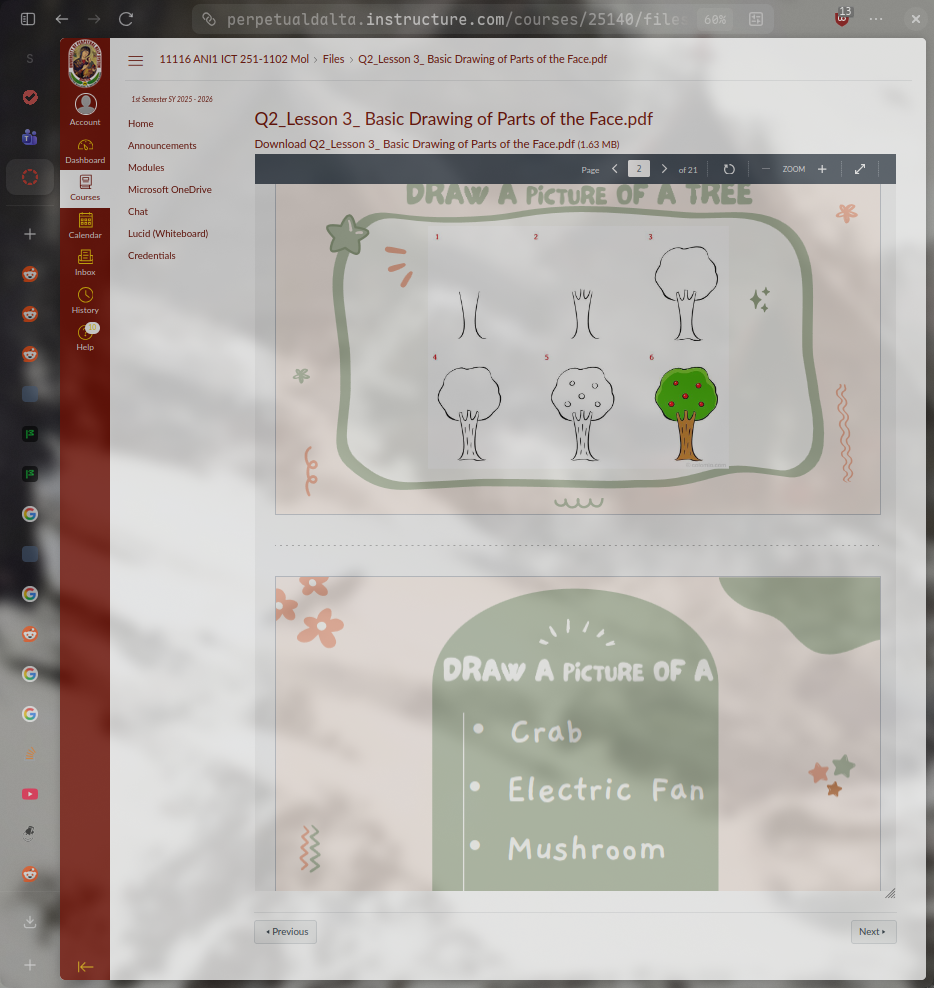 perpetualdalta.instructure.com/courses/25140/files
60%
13
S
11116 ANI1 ICT 251-1102 Mol › Files › Q2_Lesson 3_ Basic Drawing of Parts of the Face.pdf
1st Semester SY 2025 - 2026
Account
Dashboard
Courses
Calendar
Inbox
History
Help
Home
Announcements
Modules
Microsoft OneDrive
Chat
Lucid (Whiteboard)
Credentials
Q2_Lesson 3_ Basic Drawing of Parts of the Face.pdf
Download Q2_Lesson 3_ Basic Drawing of Parts of the Face.pdf (1.63 MB)
Page 2 of 21 ZOOM
DRAW A PiCTURE OF A TREE
1 2 3
4 5 6
DRAW A PiCTURE OF A
• Crab
• Electric Fan
• Mushroom
Previous
Next